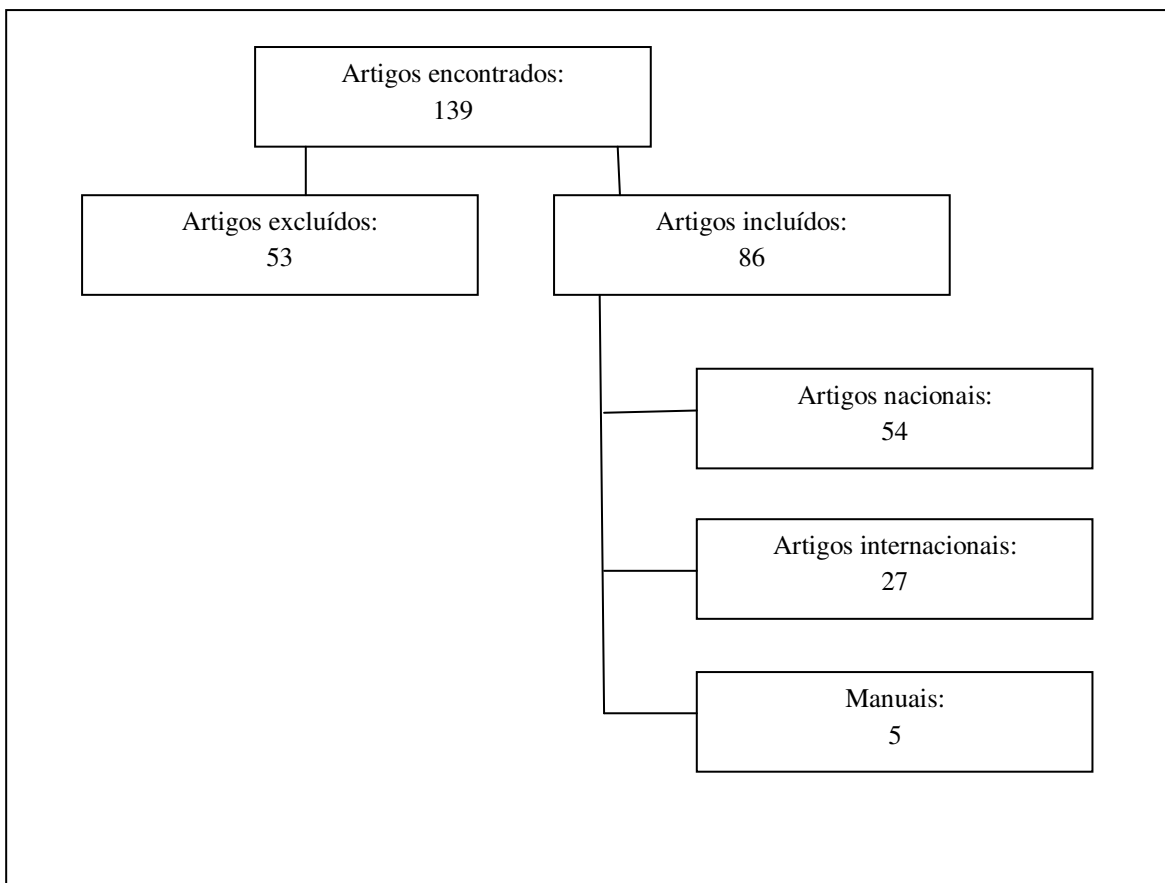 Artigos encontrados:
139
Artigos excluídos:
53
Artigos incluídos:
86
Artigos nacionais:
54
Artigos internacionais:
27
Manuais:
5